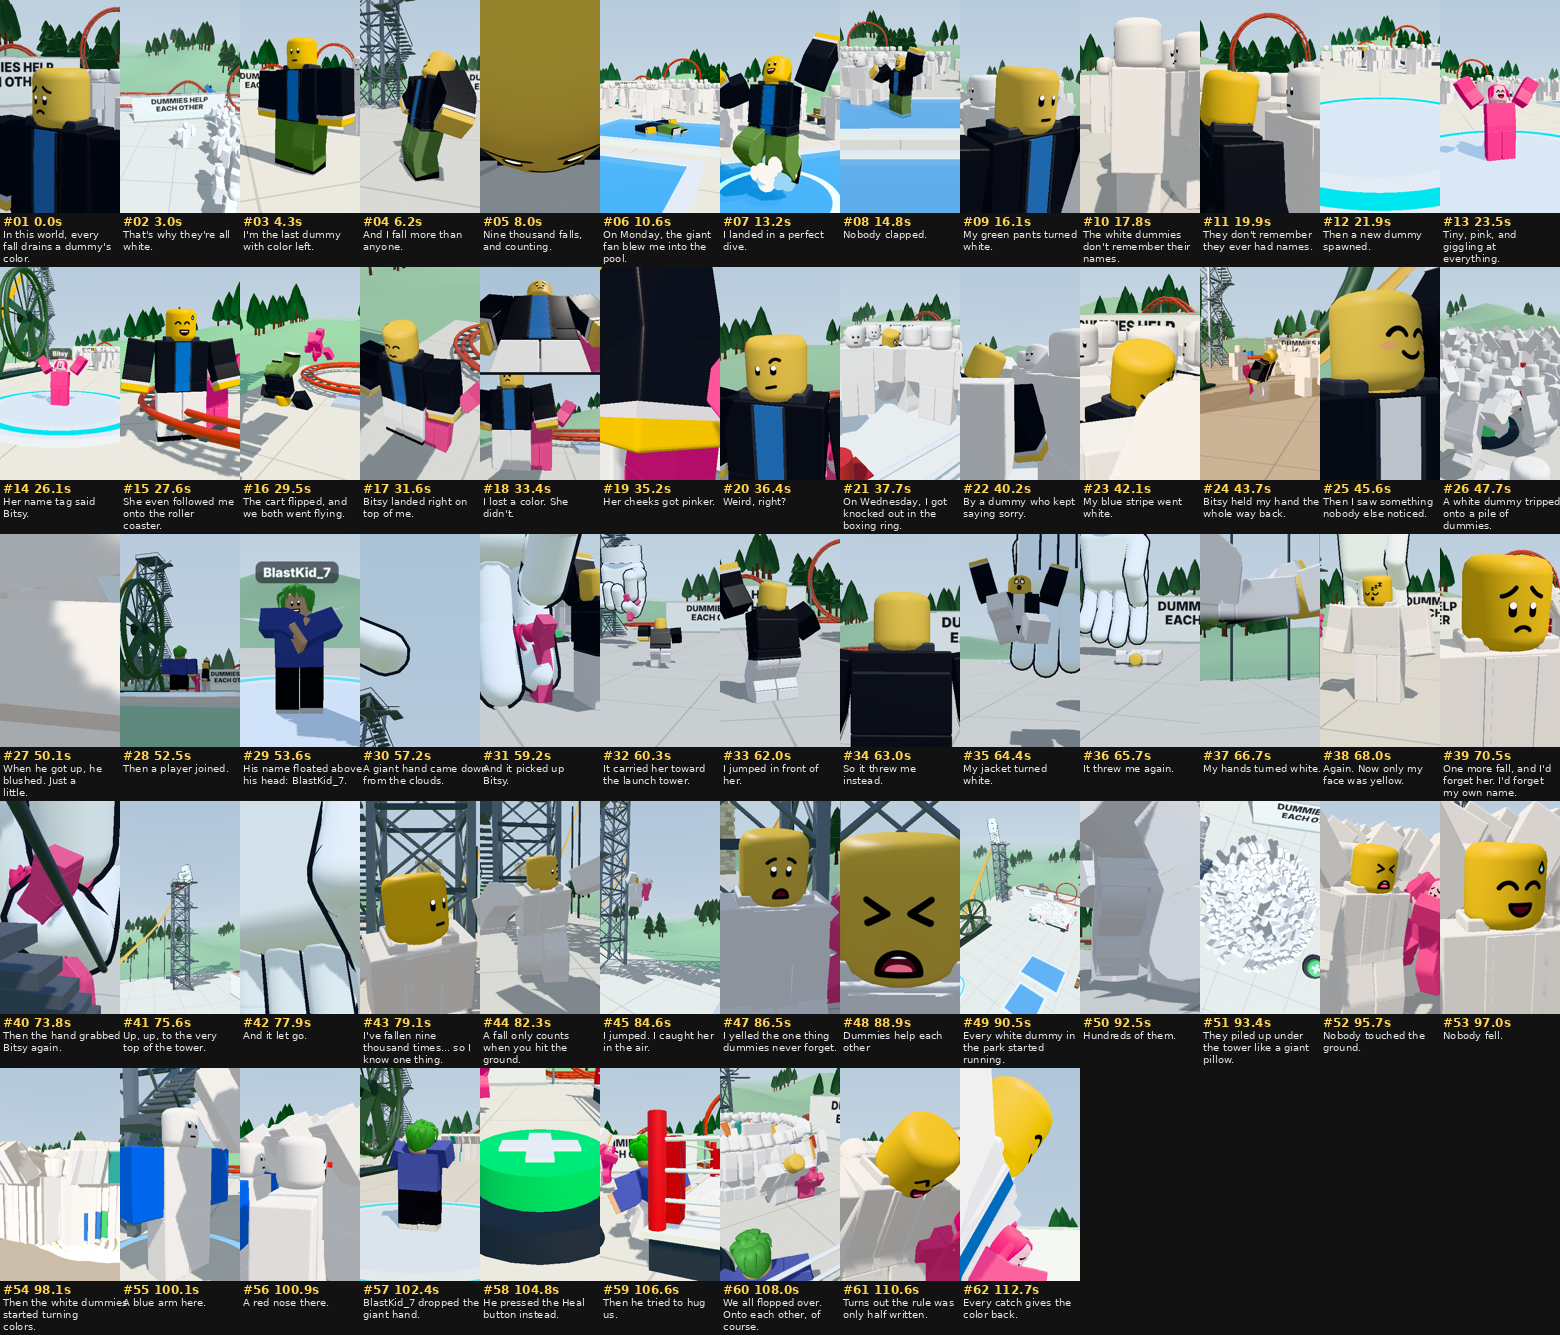 IES HELP
N OTH
#01 0.0s
In this world, every
fall drains a dummy's
color.
DUMMIES HELP
EACH OTHER
#02 3.0s
That's why they're all
white.
DUM
EAC
#03 4.3s
I'm the last dummy
with color left.
DU
E
#04 6.2s
And I fall more than
anyone.
#05 8.0s
Nine thousand falls,
and counting.
#06 10.6s
On Monday, the giant
fan blew me into the
pool.
#07 13.2s
I landed in a perfect
dive.
#08 14.8s
Nobody clapped.
#09 16.1s
My green pants turned
white.
#10 17.8s
The white dummies
don't remember their
names.
#11 19.9s
They don't remember
they ever had names.
#12 21.9s
Then a new dummy
spawned.
#13 23.5s
Tiny, pink, and
giggling at
everything.
Bitsy
#14 26.1s
Her name tag said
Bitsy.
#15 27.6s
She even followed me
onto the roller
coaster.
#16 29.5s
The cart flipped, and
we both went flying.
#17 31.6s
Bitsy landed right on
top of me.
#18 33.4s
I lost a color. She
didn't.
#19 35.2s
Her cheeks got pinker.
#20 36.4s
Weird, right?
#21 37.7s
On Wednesday, I got
knocked out in the
boxing ring.
#22 40.2s
By a dummy who kept
saying sorry.
#23 42.1s
My blue stripe went
white.
#24 43.7s
Bitsy held my hand the
whole way back.
#25 45.6s
Then I saw something
nobody else noticed.
#26 47.7s
A white dummy tripped
onto a pile of
dummies.
#27 50.1s
When he got up, he
blushed. Just a
little.
DUMMIES
EACH OT
#28 52.5s
Then a player joined.
BlastKid_7
#29 53.6s
His name floated above
his head: BlastKid_7.
#30 57.2s
A giant hand came down
from the clouds.
#31 59.2s
And it picked up
Bitsy.
DUMMIE
EACH
#32 60.3s
It carried her toward
the launch tower.
#33 62.0s
I jumped in front of
her.
DU
E
#34 63.0s
So it threw me
instead.
#35 64.4s
My jacket turned
white.
DUMM
EACH
#36 65.7s
It threw me again.
#37 66.7s
My hands turned white.
#38 68.0s
Again. Now only my
face was yellow.
#39 70.5s
One more fall, and I'd
forget her. I'd forget
my own name.
#40 73.8s
Then the hand grabbed
Bitsy again.
#41 75.6s
Up, up, to the very
top of the tower.
#42 77.9s
And it let go.
#43 79.1s
I've fallen nine
thousand times... so I
know one thing.
#44 82.3s
A fall only counts
when you hit the
ground.
#45 84.6s
I jumped. I caught her
in the air.
#47 86.5s
I yelled the one thing
dummies never forget.
#48 88.9s
Dummies help each
other
#49 90.5s
Every white dummy in
the park started
running.
#50 92.5s
Hundreds of them.
DUMMIES
EACH O
#51 93.4s
They piled up under
the tower like a giant
pillow.
#52 95.7s
Nobody touched the
ground.
#53 97.0s
Nobody fell.
#54 98.1s
Then the white dummies
started turning
colors.
#55 100.1s
A blue arm here.
#56 100.9s
A red nose there.
#57 102.4s
BlastKid_7 dropped the
giant hand.
#58 104.8s
He pressed the Heal
button instead.
#59 106.6s
Then he tried to hug
us.
#60 108.0s
We all flopped over.
Onto each other, of
course.
#61 110.6s
Turns out the rule was
only half written.
#62 112.7s
Every catch gives the
color back.